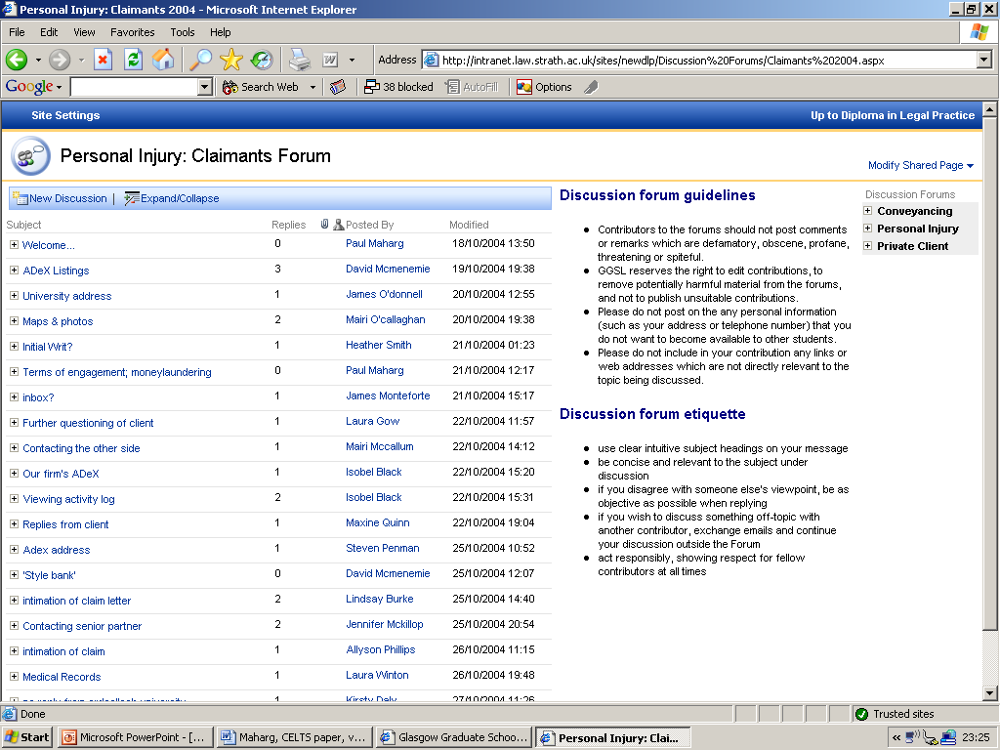 Personal Injury: Claimants 2004 - Microsoft Internet Explorer
File Edit View Favorites Tools Help
Address http://intranet.law.strath.ac.uk/sites/newdlp/Discussion%20Forums/Claimants%202004.aspx
Google Search Web 38 blocked AutoFill Options
Site Settings Up to Diploma in Legal Practice
Personal Injury: Claimants Forum
Modify Shared Page
New Discussion | Expand/Collapse
Subject Replies Posted By Modified
Welcome... 0 Paul Maharg 18/10/2004 13:50
ADeX Listings 3 David Mcmenemie 19/10/2004 19:38
University address 1 James O'donnell 20/10/2004 12:55
Maps & photos 2 Mairi O'callaghan 20/10/2004 19:38
Initial Writ? 1 Heather Smith 21/10/2004 01:23
Terms of engagement; moneylaundering 0 Paul Maharg 21/10/2004 12:17
inbox? 1 James Monteforte 21/10/2004 15:17
Further questioning of client 1 Laura Gow 22/10/2004 11:57
Contacting the other side 1 Mairi Mccallum 22/10/2004 14:12
Our firm's ADeX 1 Isobel Black 22/10/2004 15:20
Viewing activity log 2 Isobel Black 22/10/2004 15:31
Replies from client 1 Maxine Quinn 22/10/2004 19:04
Adex address 1 Steven Penman 25/10/2004 10:52
'Style bank' 0 David Mcmenemie 25/10/2004 12:07
intimation of claim letter 2 Lindsay Burke 25/10/2004 14:40
Contacting senior partner 2 Jennifer Mckillop 25/10/2004 20:54
intimation of claim 1 Allyson Phillips 26/10/2004 11:15
Medical Records 1 Laura Winton 26/10/2004 19:48
1 Kirsty Daly 27/10/2004 11:26
Discussion forum guidelines
Contributors to the forums should not post comments
or remarks which are defamatory, obscene, profane,
threatening or spiteful.
GGSL reserves the right to edit contributions, to
remove potentially harmful material from the forums,
and not to publish unsuitable contributions.
Please do not post on the any personal information
(such as your address or telephone number) that you
do not want to become available to other students.
Please do not include in your contribution any links or
web addresses which are not directly relevant to the
topic being discussed.
Discussion forum etiquette
use clear intuitive subject headings on your message
be concise and relevant to the subject under
discussion
if you disagree with someone else's viewpoint, be as
objective as possible when replying
if you wish to discuss something off-topic with
another contributor, exchange emails and continue
your discussion outside the Forum
act responsibly, showing respect for fellow
contributors at all times
Discussion Forums
Conveyancing
Personal Injury
Private Client
Done Trusted sites
Start Microsoft PowerPoint - [... Maharg, CELTS paper, v... Glasgow Graduate Schoo... Personal Injury: Clai... 23:25